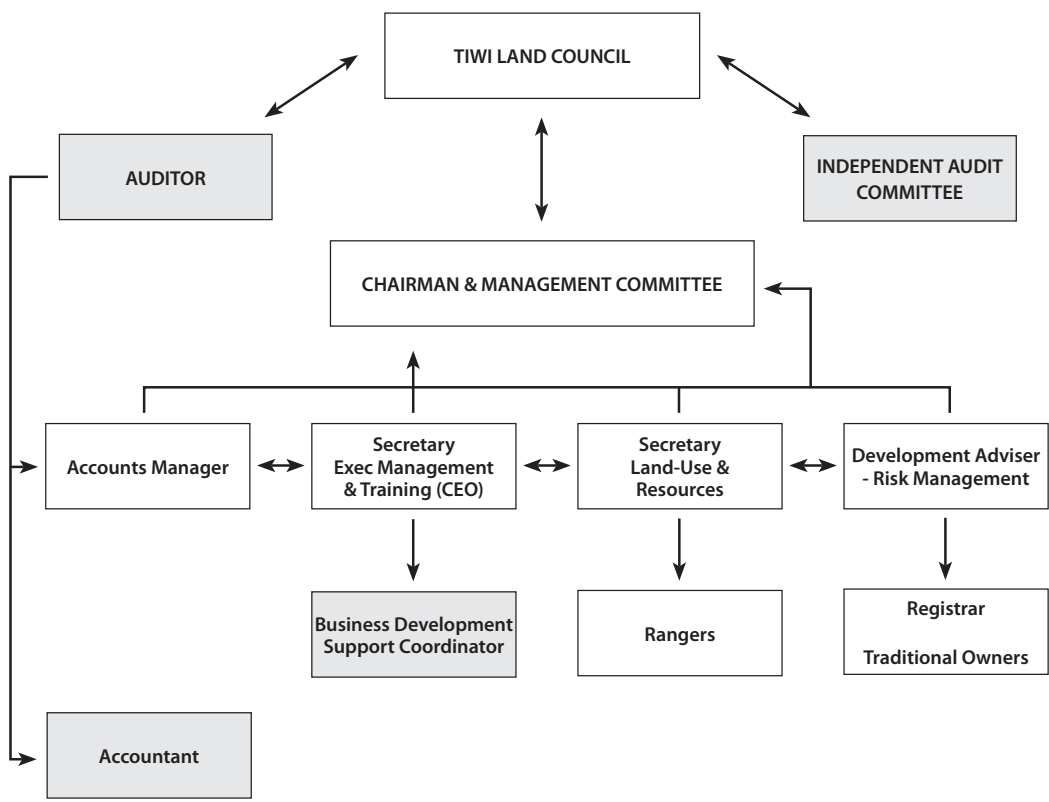 TIWI LAND COUNCIL
AUDITOR
INDEPENDENT AUDIT
COMMITTEE
CHAIRMAN & MANAGEMENT COMMITTEE
Accounts Manager
Secretary
Exec Management
& Training (CEO)
Secretary
Land-Use &
Resources
Development Adviser
- Risk Management
Business Development
Support Coordinator
Rangers
Registrar
Traditional Owners
Accountant